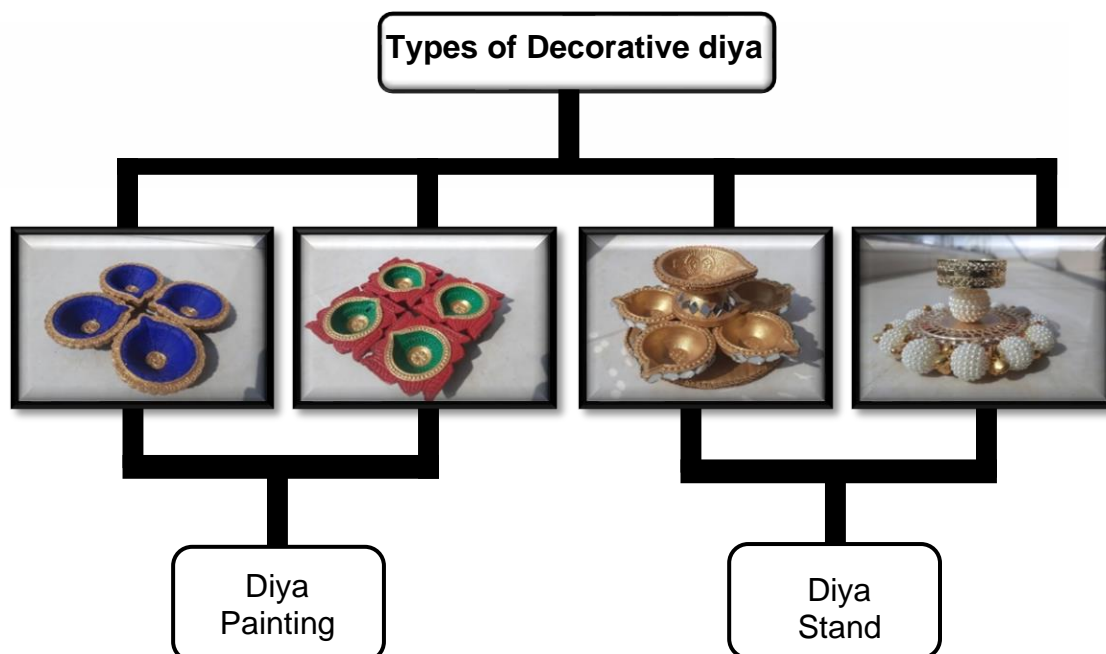 Types of Decorative diya
Diya
Painting
Diya
Stand